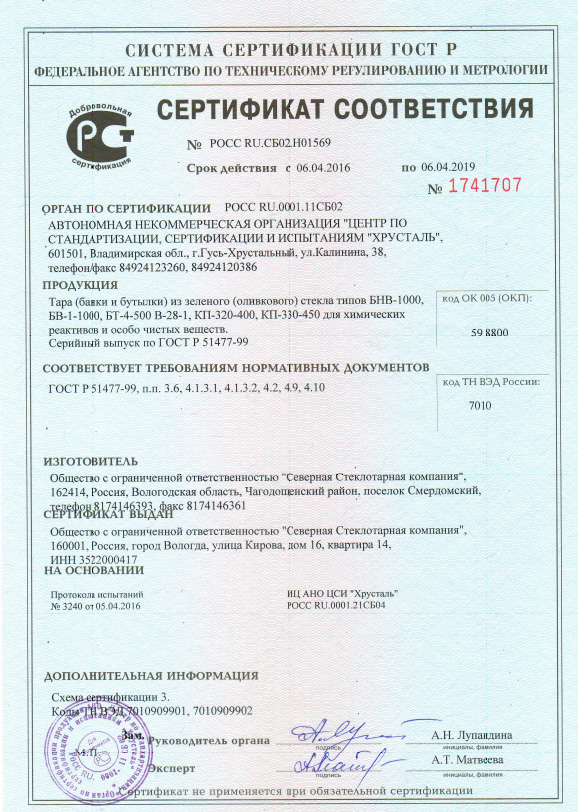 СИСТЕМА СЕРТИФИКАЦИИ ГОСТ Р
ФЕДЕРАЛЬНОЕ АГЕНТСТВО ПО ТЕХНИЧЕСКОМУ РЕГУЛИРОВАНИЮ И МЕТРОЛОГИИ
Добровольная
сертификация
СЕРТИФИКАТ СООТВЕТСТВИЯ
№ РОСС RU.СБ02.Н01569
Срок действия с 06.04.2016 по 06.04.2019
№ 1741707
ОРГАН ПО СЕРТИФИКАЦИИ РОСС RU.0001.11СБ02
АВТОНОМНАЯ НЕКОММЕРЧЕСКАЯ ОРГАНИЗАЦИЯ "ЦЕНТР ПО
СТАНДАРТИЗАЦИИ, СЕРТИФИКАЦИИ И ИСПЫТАНИЯМ "ХРУСТАЛЬ",
601501, Владимирская обл., г.Гусь-Хрустальный, ул.Калинина, 38,
телефон/факс 84924123260, 84924120386
ПРОДУКЦИЯ
Тара (банки и бутылки) из зеленого (оливкового) стекла типов БНВ-1000,
БВ-1-1000, БТ-4-500 В-28-1, КП-320-400, КП-330-450 для химических
реактивов и особо чистых веществ.
Серийный выпуск по ГОСТ Р 51477-99
код ОК 005 (ОКП):
59 8800
СООТВЕТСТВУЕТ ТРЕБОВАНИЯМ НОРМАТИВНЫХ ДОКУМЕНТОВ
ГОСТ Р 51477-99, п.п. 3.6, 4.1.3.1, 4.1.3.2, 4.2, 4.9, 4.10
код ТН ВЭД России:
7010
ИЗГОТОВИТЕЛЬ
Общество с ограниченной ответственностью "Северная Стеклотарная компания",
162414, Россия, Вологодская область, Чагодощенский район, поселок Смердомский,
телефон 8174146393, факс 8174146361
СЕРТИФИКАТ ВЫДАН
Общество с ограниченной ответственностью "Северная Стеклотарная компания",
160001, Россия, город Вологда, улица Кирова, дом 16, квартира 14,
ИНН 3522000417
НА ОСНОВАНИИ
Протокола испытаний
№ 3240 от 05.04.2016
ИЦ АНО ЦСИ "Хрусталь"
РОСС RU.0001.21СБ04
ДОПОЛНИТЕЛЬНАЯ ИНФОРМАЦИЯ
Схема сертификации 3.
Коды ТН ВЭД 7010909901, 7010909902
Зам.
Руководитель органа
подпись
А.Н. Лупандина
инициалы, фамилия
М.П.
Эксперт
подпись
А.Т. Матвеева
инициалы, фамилия
Сертификат не применяется при обязательной сертификации